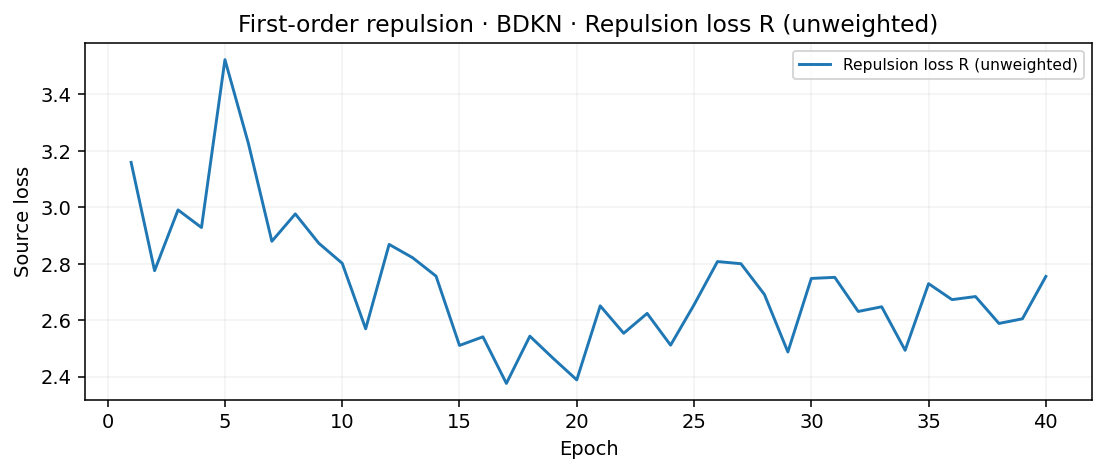 First-order repulsion · BDKN · Repulsion loss R (unweighted)
Repulsion loss R (unweighted)
Source loss
3.4
3.2
3.0
2.8
2.6
2.4
0 5 10 15 20 25 30 35 40
Epoch